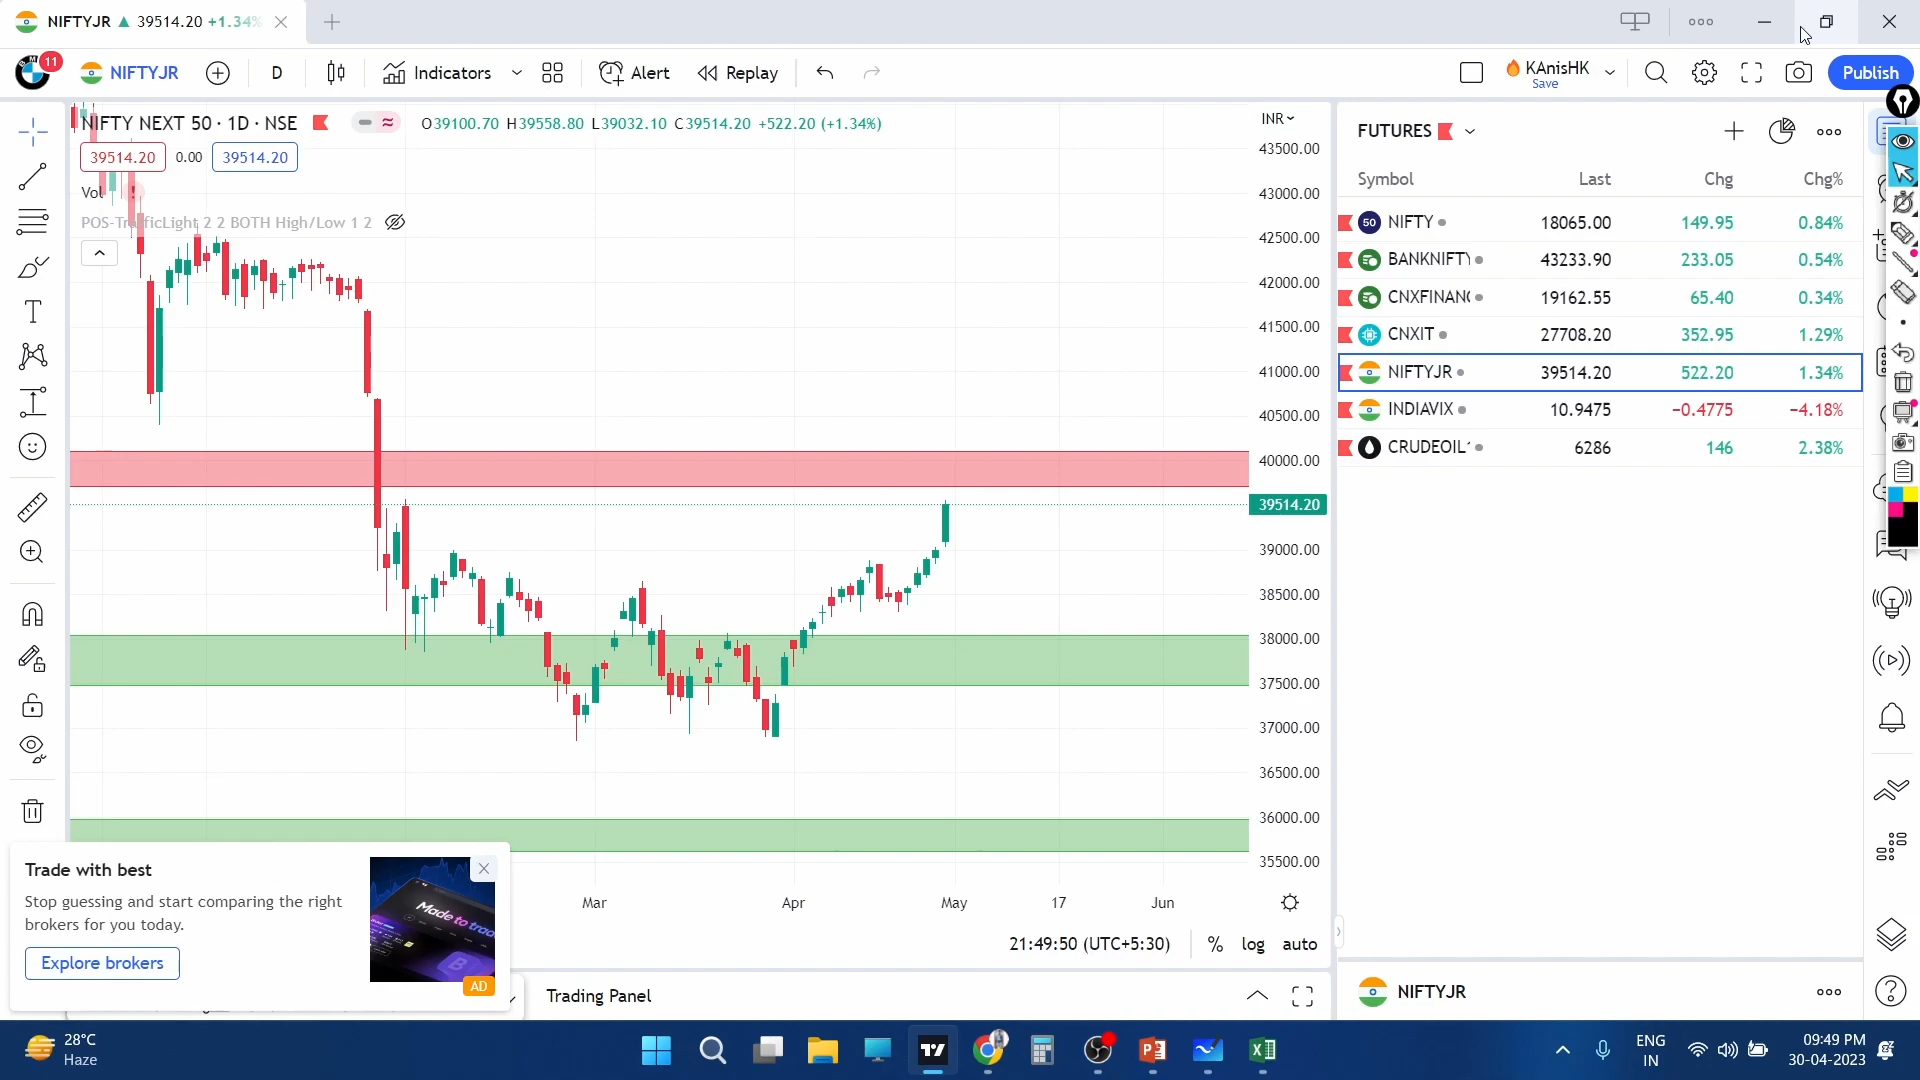 NIFTYJR ▲ 39514.20 +1.34%
11
NIFTYJR
D
Indicators
Alert
Replay
KAnisHK
Save
Publish
NIFTY NEXT 50 · 1D · NSE
O39100.70 H39558.80 L39032.10 C39514.20 +522.20 (+1.34%)
39514.20 0.00 39514.20
Vol
POS-TrafficLight 2 2 BOTH High/Low 1 2
INR
43500.00
43000.00
42500.00
42000.00
41500.00
41000.00
40500.00
40000.00
39514.20
39000.00
38500.00
38000.00
37500.00
37000.00
36500.00
36000.00
35500.00
Mar Apr May 17 Jun
21:49:50 (UTC+5:30) % log auto
FUTURES
Symbol Last Chg Chg%
50 NIFTY 18065.00 149.95 0.84%
BANKNIFTY 43233.90 233.05 0.54%
CNXFINANC 19162.55 65.40 0.34%
CNXIT 27708.20 352.95 1.29%
NIFTYJR 39514.20 522.20 1.34%
INDIAVIX 10.9475 −0.4775 −4.18%
CRUDEOIL 6286 146 2.38%
Trade with best
Stop guessing and start comparing the right
brokers for you today.
Explore brokers
Made to trad
AD
Trading Panel
NIFTYJR
28°C
Haze
ENG
IN
09:49 PM
30-04-2023